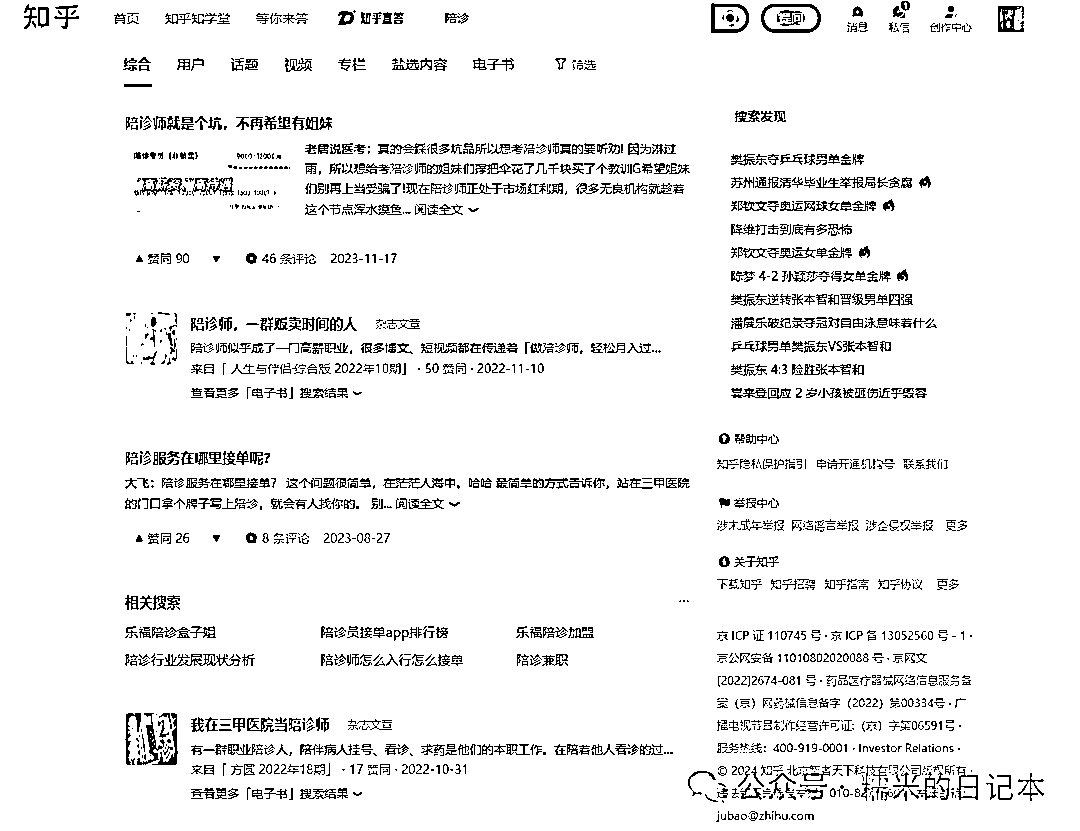 知乎
首页 知乎知学堂 等你来答 知乎直答 陪诊
提问
消息 私信 创作中心
1
综合 用户 话题 视频 专栏 盐选内容 电子书 筛选
陪诊师就是个坑，不再希望有姐妹
老唐说医考：真的会踩很多坑品所以想考陪诊师真的要听劝! 因为淋过
雨，所以想给考陪诊师的姐妹们撑把伞花了几千块买了个教训G希望姐妹
们别再上当受骗了!现在陪诊师正处于市场红利期，很多无良机构就趁着
这个节点浑水摸鱼... 阅读全文
赞同 90 46 条评论 2023-11-17
陪诊师，一群贩卖时间的人 杂志文章
陪诊师似乎成了一门高薪职业，很多博文、短视频都在传递着「做陪诊师，轻松月入过...
来自「 人生与伴侣·综合版 2022年10期」 · 50 赞同 · 2022-11-10
查看更多「电子书」搜索结果
陪诊服务在哪里接单呢?
大飞：陪诊服务在哪里接单？ 这个问题很简单，在茫茫人海中。哈哈 最简单的方式告诉你，站在三甲医院
的门口拿个牌子写上陪诊，就会有人找你的。 别... 阅读全文
赞同 26 8 条评论 2023-08-27
相关搜索
...
乐福陪诊盒子姐 陪诊员接单app排行榜 乐福陪诊加盟
陪诊行业发展现状分析 陪诊师怎么入行怎么接单 陪诊兼职
我在三甲医院当陪诊师 杂志文章
有一群职业陪诊人，陪伴病人挂号、看诊、求药是他们的本职工作。在陪着他人看诊的过...
来自「 方圆 2022年18期」 · 17 赞同 · 2022-10-31
查看更多「电子书」搜索结果
搜索发现
樊振东夺乒乓球男单金牌
苏州通报清华毕业生举报局长贪腐
郑钦文夺奥运网球女单金牌
降维打击到底有多恐怖
郑钦文夺奥运女单金牌
陈梦 4-2 孙颖莎夺得女单金牌
樊振东逆转张本智和晋级男单四强
潘展乐破纪录夺冠对自由泳意味着什么
乒乓球男单樊振东VS张本智和
樊振东 4:3 险胜张本智和
喜来登回应 2 岁小孩被砸伤近乎毁容
帮助中心
知乎隐私保护指引 申请开通机构号 联系我们
举报中心
涉未成年举报 网络谣言举报 涉企侵权举报 更多
关于知乎
下载知乎 知乎招聘 知乎指南 知乎协议 更多
京 ICP 证 110745 号 · 京 ICP 备 13052560 号 - 1 ·
京公网安备 11010802020088 号 · 京网文
[2022]2674-081 号 · 药品医疗器械网络信息服务备
案（京）网药械信息备字（2022）第00334号 · 广
播电视节目制作经营许可证:（京）字第06591号 ·
服务热线：400-919-0001 · Investor Relations ·
© 2024 知乎 北京智者天下科技有限公司版权所有 ·
jubao@zhihu.com
公众号 · 糯米的日记本